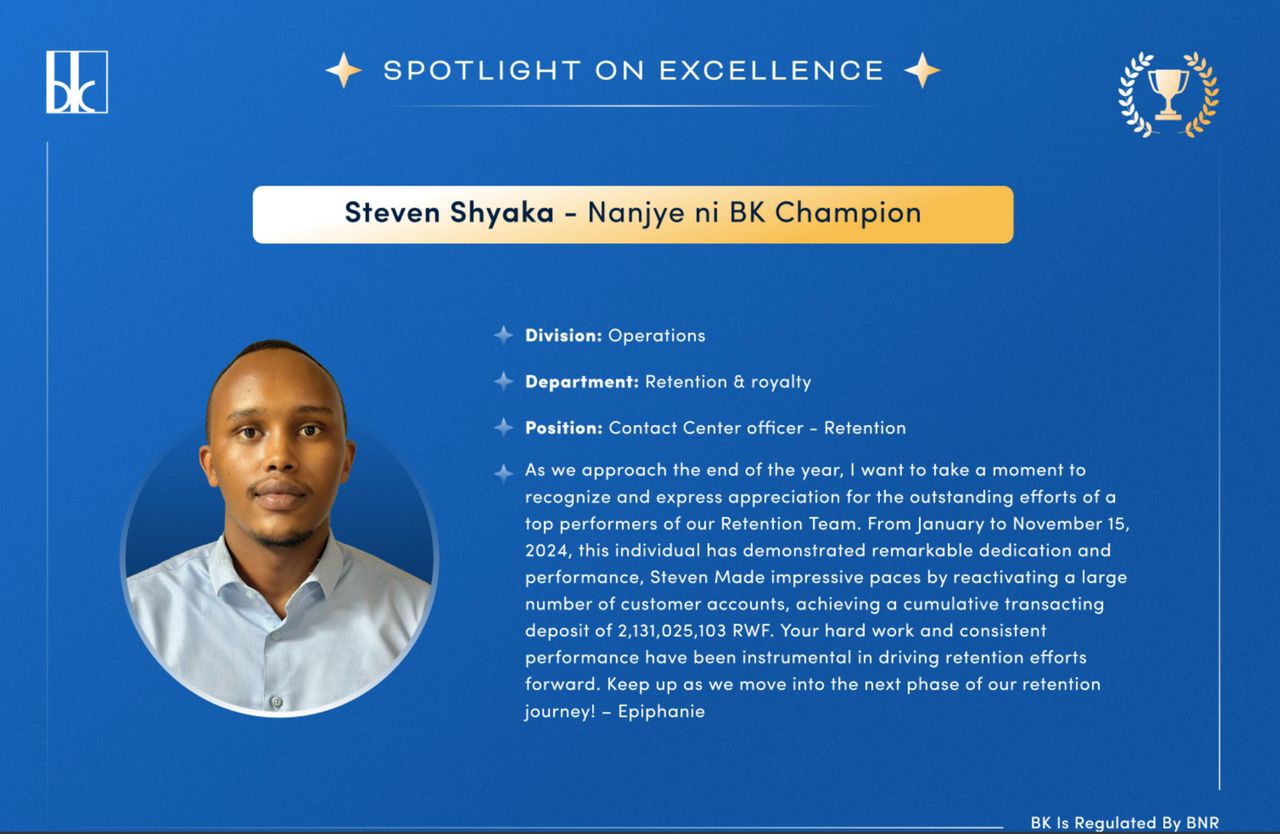 bk
SPOTLIGHT ON EXCELLENCE
Steven Shyaka - Nanjye ni BK Champion
Division: Operations
Department: Retention & royalty
Position: Contact Center officer - Retention
As we approach the end of the year, I want to take a moment to
recognize and express appreciation for the outstanding efforts of a
top performers of our Retention Team. From January to November 15,
2024, this individual has demonstrated remarkable dedication and
performance, Steven Made impressive paces by reactivating a large
number of customer accounts, achieving a cumulative transacting
deposit of 2,131,025,103 RWF. Your hard work and consistent
performance have been instrumental in driving retention efforts
forward. Keep up as we move into the next phase of our retention
journey! – Epiphanie
BK Is Regulated By BNR